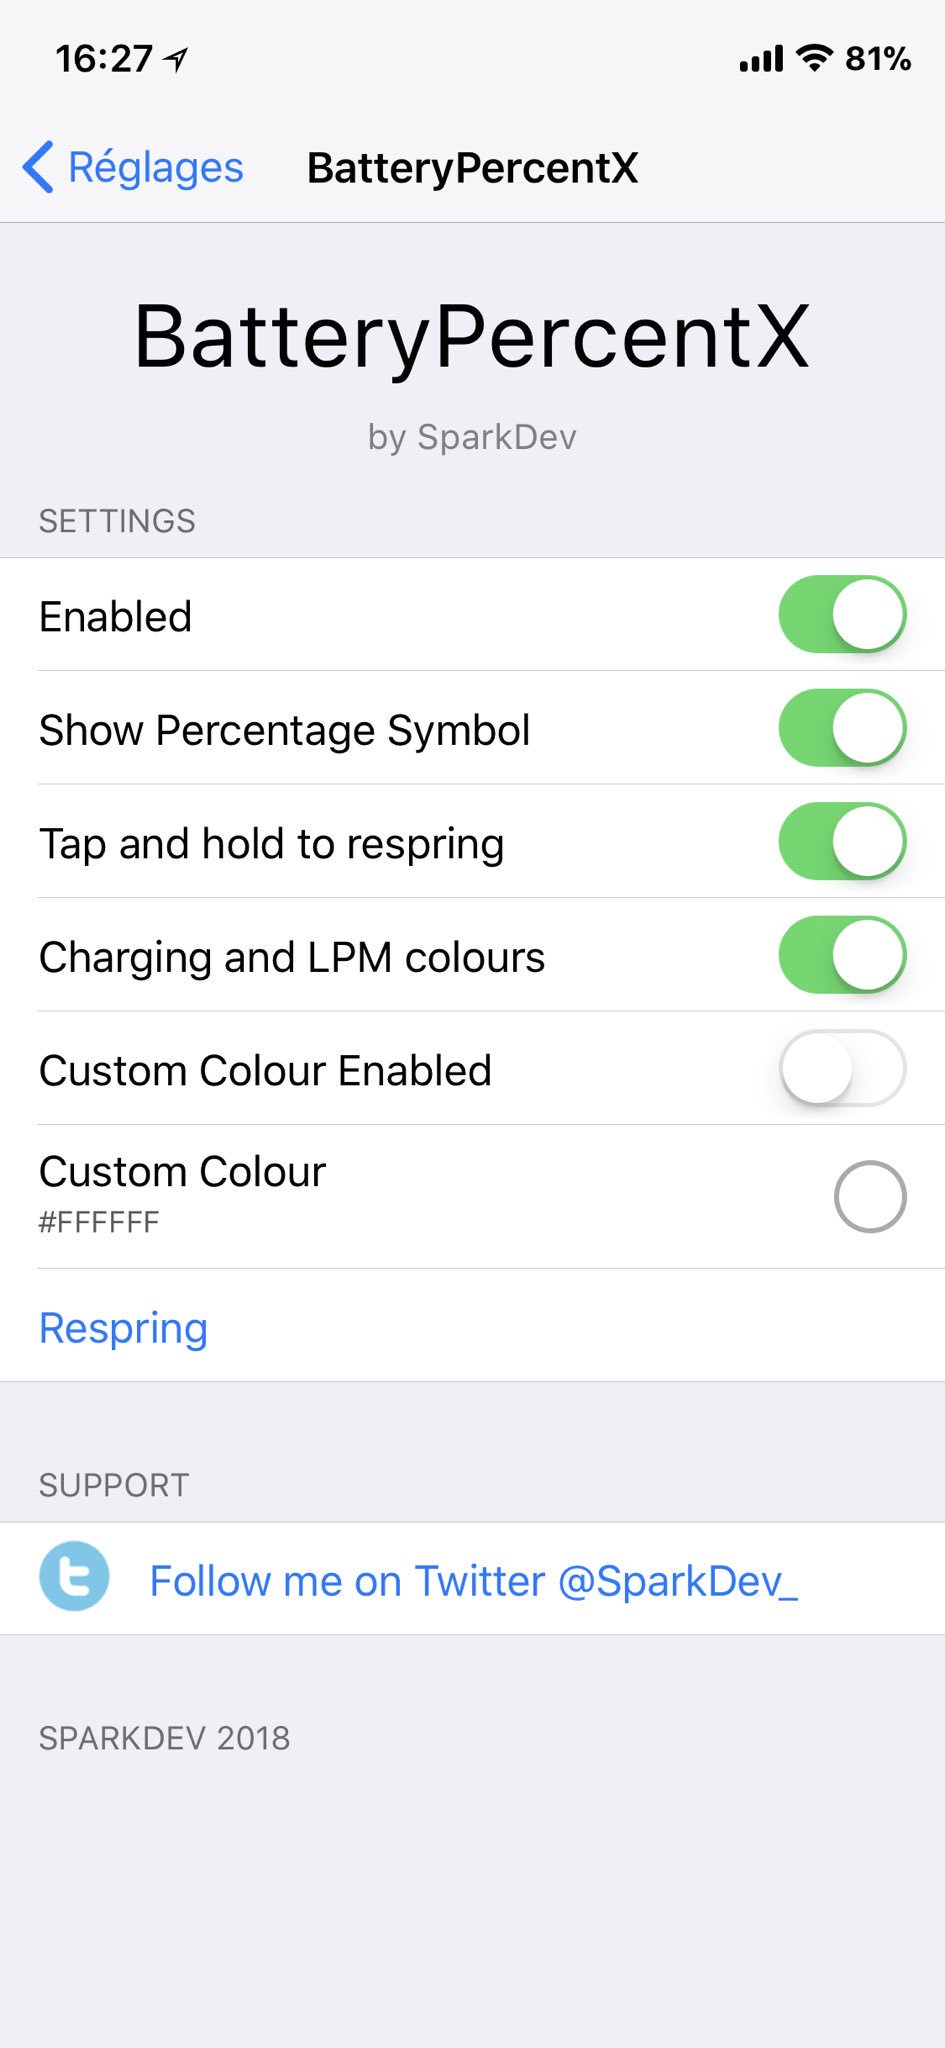 16:27 81%
Réglages BatteryPercentX
BatteryPercentX
by SparkDev
SETTINGS
Enabled
Show Percentage Symbol
Tap and hold to respring
Charging and LPM colours
Custom Colour Enabled
Custom Colour
#FFFFFF
Respring
SUPPORT
Follow me on Twitter @SparkDev_
SPARKDEV 2018